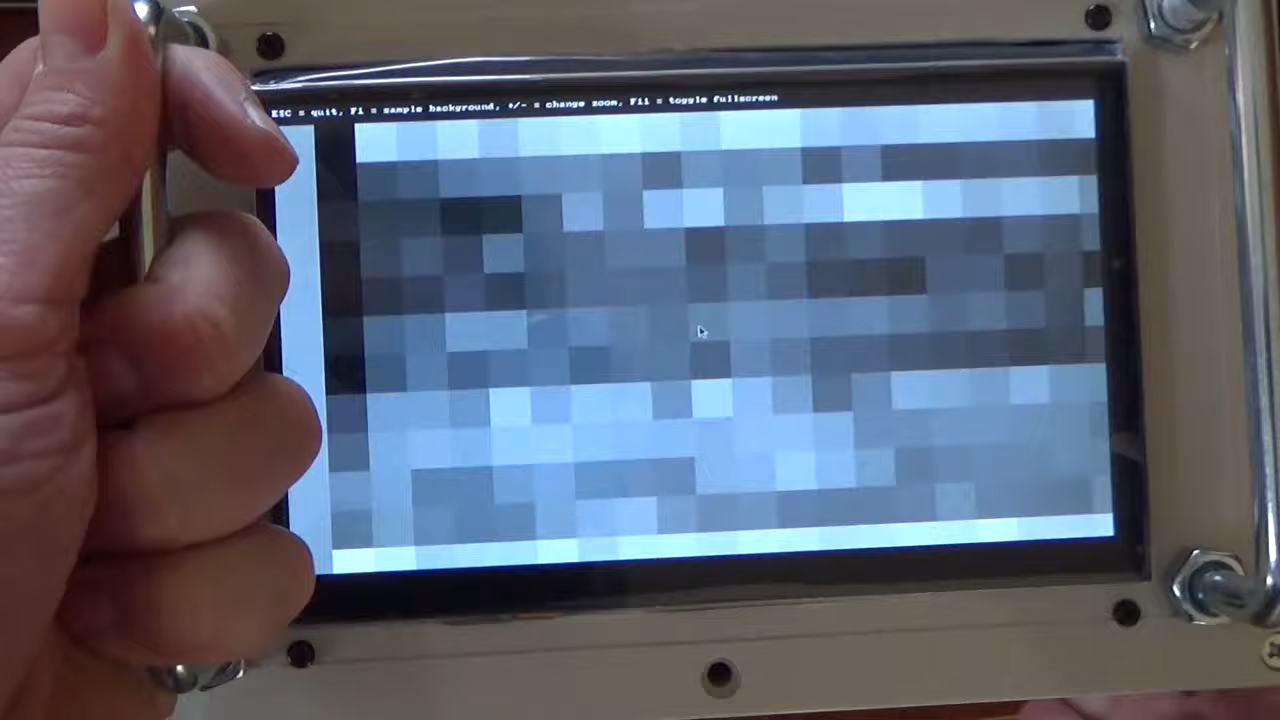 ESC = quit, F1 = sample background, +/- = change zoom, F11 = toggle fullscreen